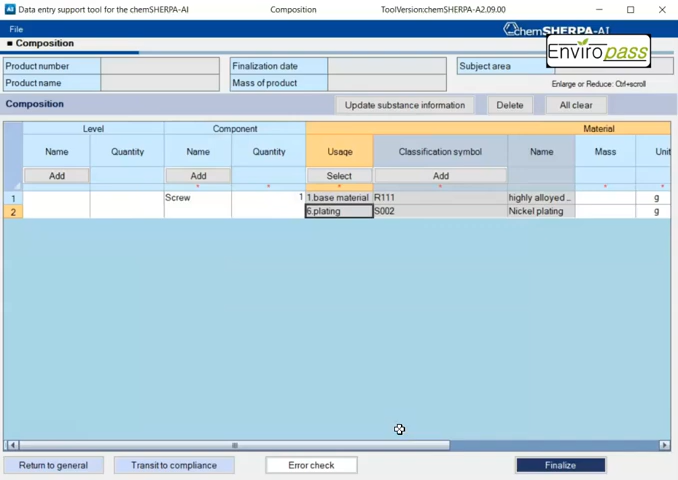 Data entry support tool for the chemSHERPA-AI Composition ToolVersion:chemSHERPA-A2.09.00
File
chemSHERPA-AI
Enviropass
■ Composition
Product number Finalization date Subject area
Product name Mass of product Enlarge or Reduce: Ctrl+scroll
Composition Update substance information Delete All clear
Level Component Material
Name Quantity Name Quantity Usage Classification symbol Name Mass Unit
Add Add Select Add
* * * * *
1 Screw 1 1.base material R111 highly alloyed .. g
2 6.plating S002 Nickel plating g
Return to general Transit to compliance Error check Finalize